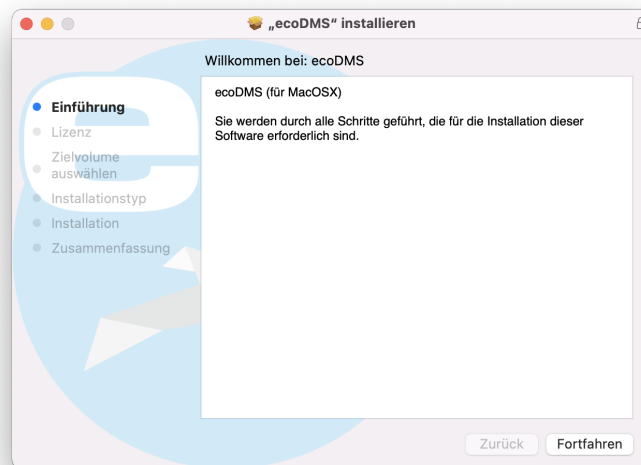 „ecoDMS“ installieren
Willkommen bei: ecoDMS
Einführung
Lizenz
Zielvolume
auswählen
Installationstyp
Installation
Zusammenfassung
ecoDMS (für MacOSX)
Sie werden durch alle Schritte geführt, die für die Installation dieser
Software erforderlich sind.
Zurück
Fortfahren